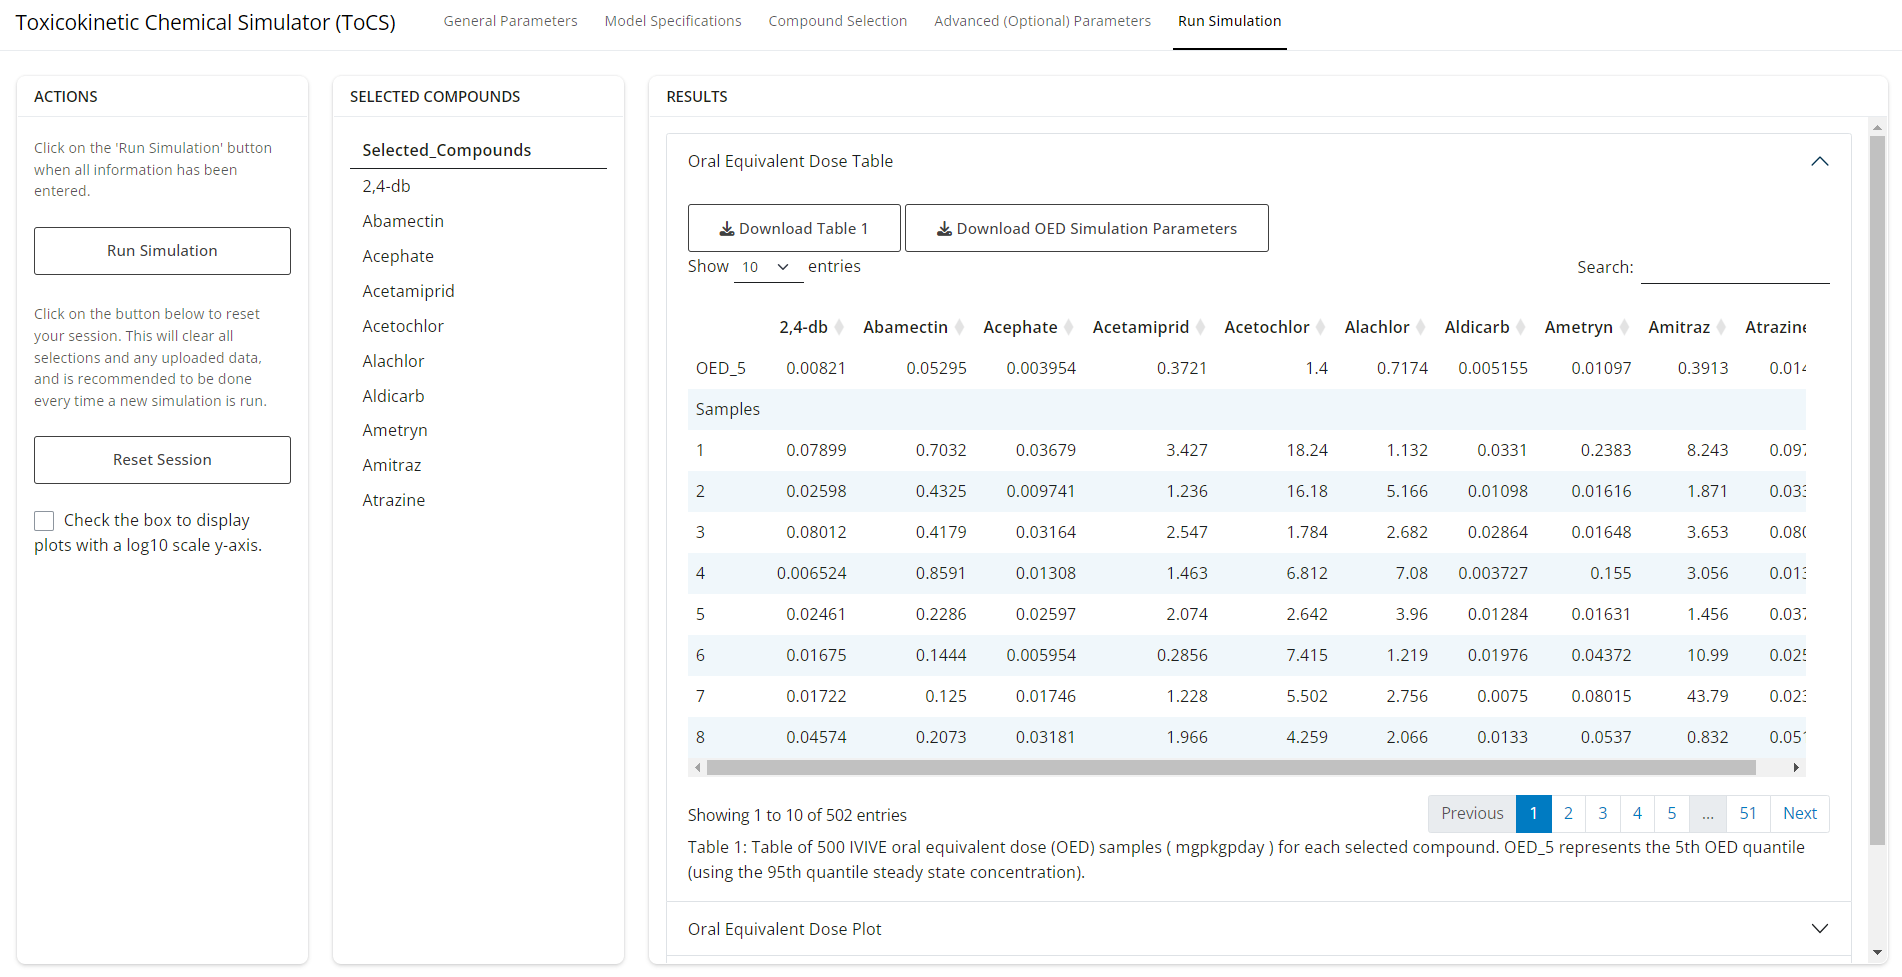 Toxicokinetic Chemical Simulator (ToCS) General Parameters Model Specifications Compound Selection Advanced (Optional) Parameters Run Simulation
ACTIONS
Click on the 'Run Simulation' button
when all information has been
entered.
Run Simulation
Click on the button below to reset
your session. This will clear all
selections and any uploaded data,
and is recommended to be done
every time a new simulation is run.
Reset Session
Check the box to display
plots with a log10 scale y-axis.
SELECTED COMPOUNDS
Selected_Compounds
2,4-db
Abamectin
Acephate
Acetamiprid
Acetochlor
Alachlor
Aldicarb
Ametryn
Amitraz
Atrazine
RESULTS
Oral Equivalent Dose Table
Download Table 1 Download OED Simulation Parameters
Show 10 entries Search:
2,4-db Abamectin Acephate Acetamiprid Acetochlor Alachlor Aldicarb Ametryn Amitraz Atrazine
OED_5 0.00821 0.05295 0.003954 0.3721 1.4 0.7174 0.005155 0.01097 0.3913 0.014
Samples
1 0.07899 0.7032 0.03679 3.427 18.24 1.132 0.0331 0.2383 8.243 0.097
2 0.02598 0.4325 0.009741 1.236 16.18 5.166 0.01098 0.01616 1.871 0.033
3 0.08012 0.4179 0.03164 2.547 1.784 2.682 0.02864 0.01648 3.653 0.080
4 0.006524 0.8591 0.01308 1.463 6.812 7.08 0.003727 0.155 3.056 0.013
5 0.02461 0.2286 0.02597 2.074 2.642 3.96 0.01284 0.01631 1.456 0.037
6 0.01675 0.1444 0.005954 0.2856 7.415 1.219 0.01976 0.04372 10.99 0.025
7 0.01722 0.125 0.01746 1.228 5.502 2.756 0.0075 0.08015 43.79 0.023
8 0.04574 0.2073 0.03181 1.966 4.259 2.066 0.0133 0.0537 0.832 0.051
Showing 1 to 10 of 502 entries Previous 1 2 3 4 5 ... 51 Next
Table 1: Table of 500 IVIVE oral equivalent dose (OED) samples ( mgpkgpday ) for each selected compound. OED_5 represents the 5th OED quantile
(using the 95th quantile steady state concentration).
Oral Equivalent Dose Plot